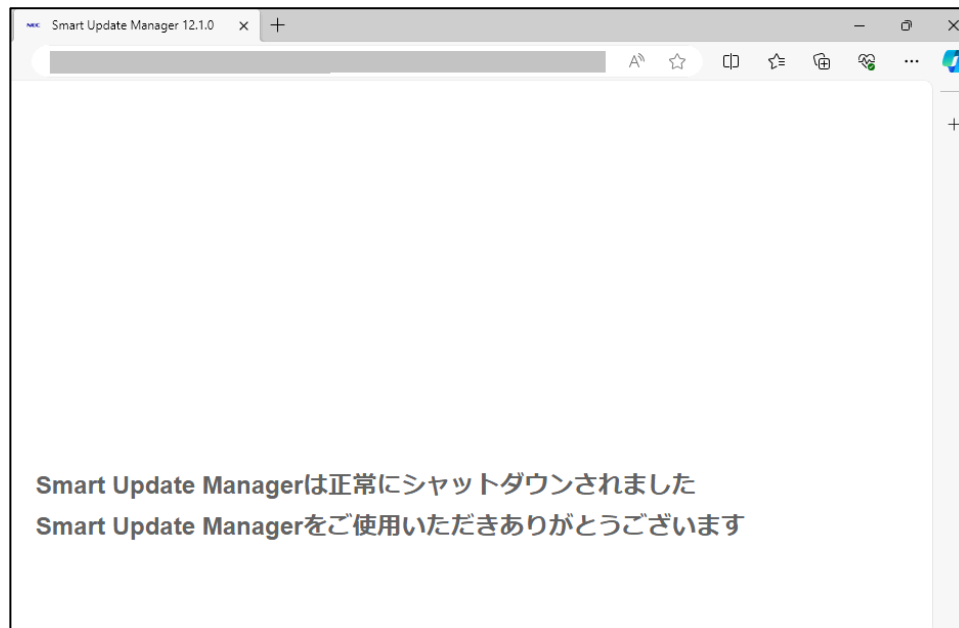 NEC Smart Update Manager 12.1.0
Smart Update Managerは正常にシャットダウンされました
Smart Update Managerをご使用いただきありがとうございます